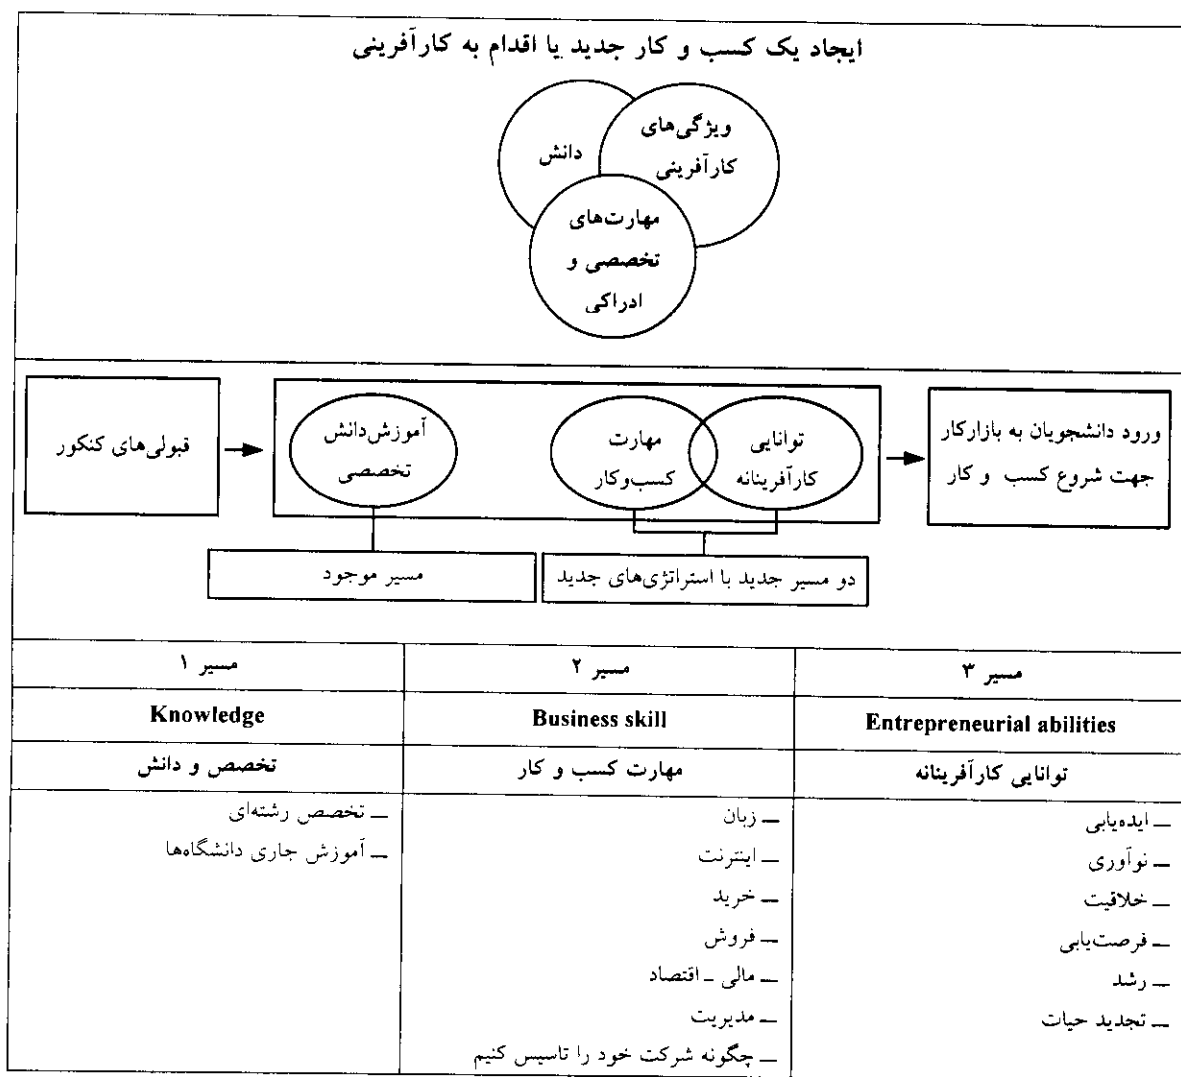 ایجاد یک کسب و کار جدید یا اقدام به کارآفرینی
ویژگی‌های
کارآفرینی
دانش
مهارت‌های
تخصصی و
ادراکی
قبولی‌های کنکور
آموزش‌دانش
تخصصی
مهارت
کسب‌وکار
توانایی
کارآفرینانه
ورود دانشجویان به بازارکار
جهت شروع کسب و کار
مسیر موجود
دو مسیر جدید با استراتژی‌های جدید
مسیر ۱
Knowledge
تخصص و دانش
ـ تخصص رشته‌ای
ـ آموزش جاری دانشگاه‌ها
مسیر ۲
Business skill
مهارت کسب و کار
ـ زبان
ـ اینترنت
ـ خرید
ـ فروش
ـ مالی ـ اقتصاد
ـ مدیریت
ـ چگونه شرکت خود را تاسیس کنیم
مسیر ۳
Entrepreneurial abilities
توانایی کارآفرینانه
ـ ایده‌یابی
ـ نوآوری
ـ خلاقیت
ـ فرصت‌یابی
ـ رشد
ـ تجدید حیات